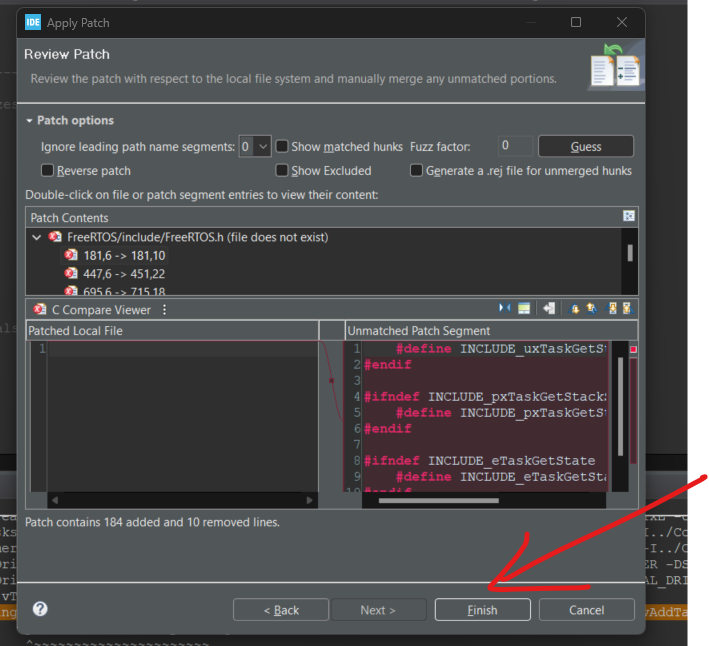 IDE Apply Patch
Review Patch
Review the patch with respect to the local file system and manually merge any unmatched portions.
Patch options
Ignore leading path name segments: 0 Show matched hunks Fuzz factor: 0 Guess
Reverse patch Show Excluded Generate a .rej file for unmerged hunks
Double-click on file or patch segment entries to view their content:
Patch Contents
FreeRTOS/include/FreeRTOS.h (file does not exist)
181,6 -> 181,10
447,6 -> 451,22
695,6 -> 715,18
C Compare Viewer
Patched Local File Unmatched Patch Segment
1 1 #define INCLUDE_uxTaskGetS
2 #endif
3
4 #ifndef INCLUDE_pxTaskGetStack
5 #define INCLUDE_pxTaskGetS
6 #endif
7
8 #ifndef INCLUDE_eTaskGetState
9 #define INCLUDE_eTaskGetSta
10 #endif
Patch contains 184 added and 10 removed lines.
? < Back Next > Finish Cancel